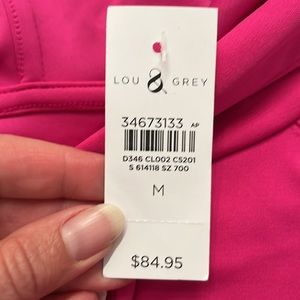 LOU & GREY
34673133 AP
D346 CL002 C5201
S 614118 SZ 700
M
$84.95